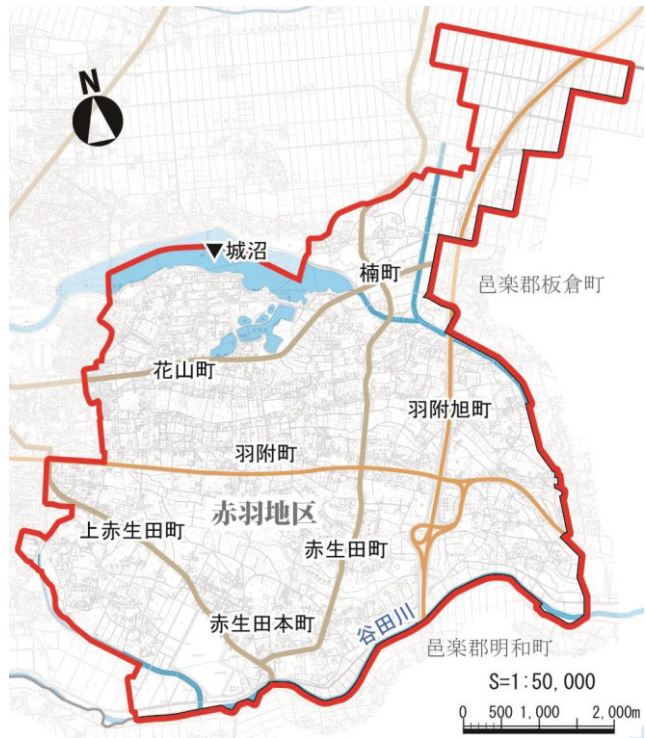 N
▼城沼
楠町
邑楽郡板倉町
花山町
羽附旭町
羽附町
赤羽地区
上赤生田町
赤生田町
赤生田本町
谷田川
邑楽郡明和町
S=1:50,000
0 500 1,000 2,000m